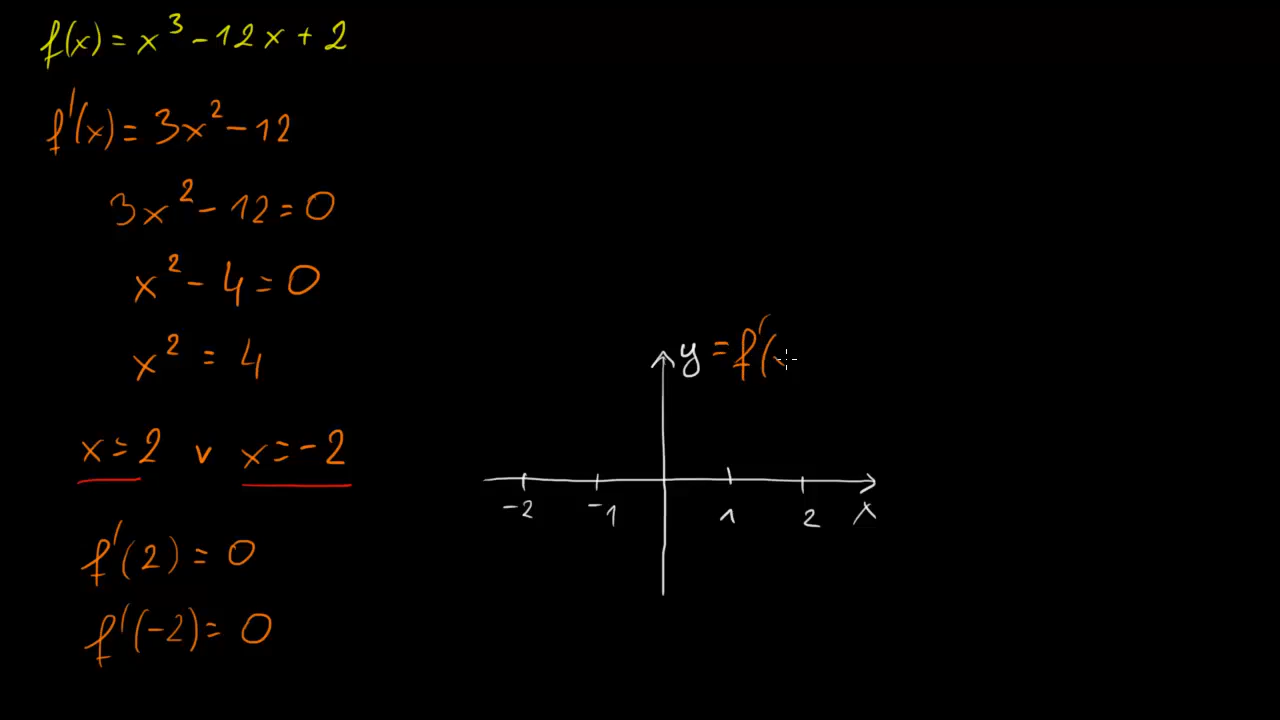 f(x) = x³ - 12x + 2
f'(x) = 3x² - 12
3x² - 12 = 0
x² - 4 = 0
x² = 4
x = 2 v x = -2
f'(2) = 0
f'(-2) = 0
y = f'(
-2 -1 1 2 x